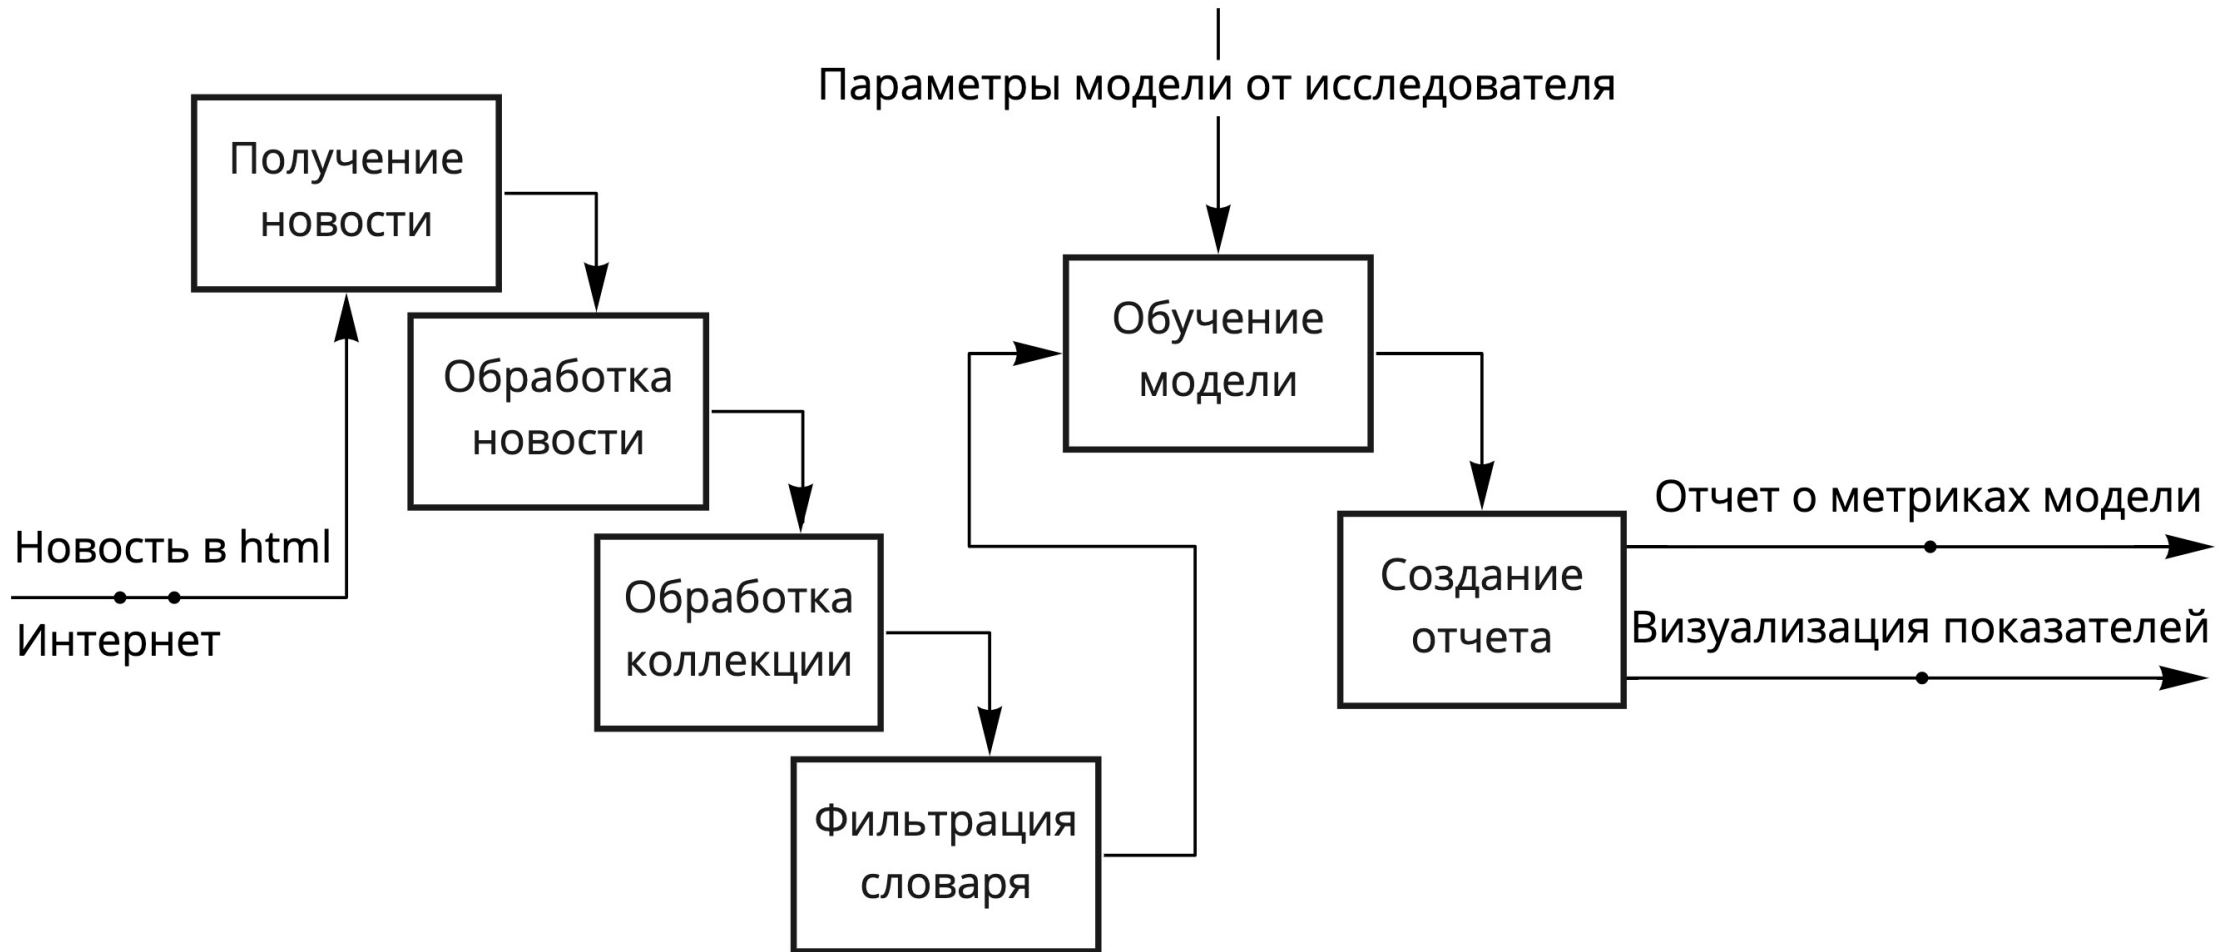 Параметры модели от исследователя
Получение
новости
Обработка
новости
Новость в html
Интернет
Обработка
коллекции
Фильтрация
словаря
Обучение
модели
Создание
отчета
Отчет о метриках модели
Визуализация показателей